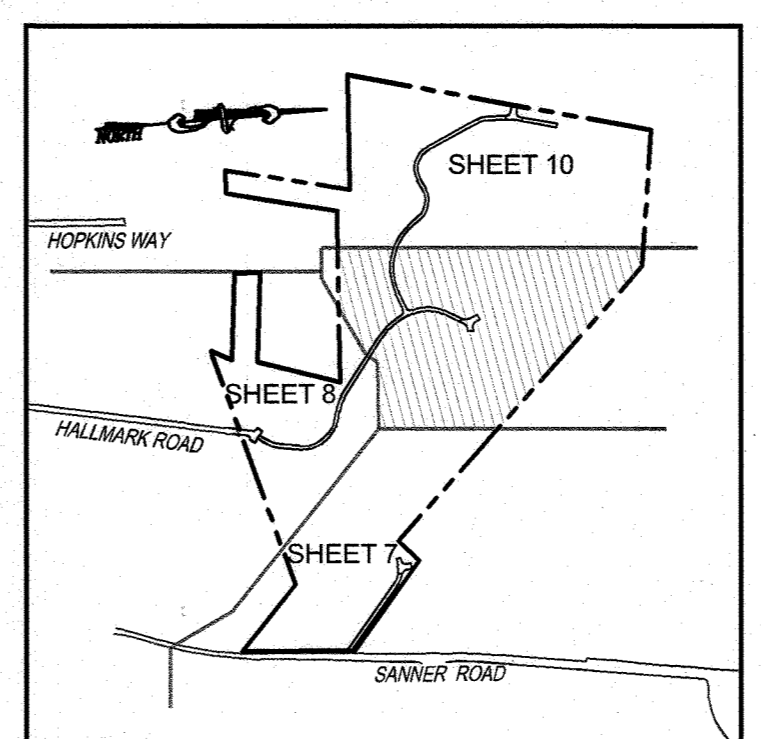 NORTH
SHEET 10
HOPKINS WAY
SHEET 8
HALLMARK ROAD
SHEET 7
SANNER ROAD